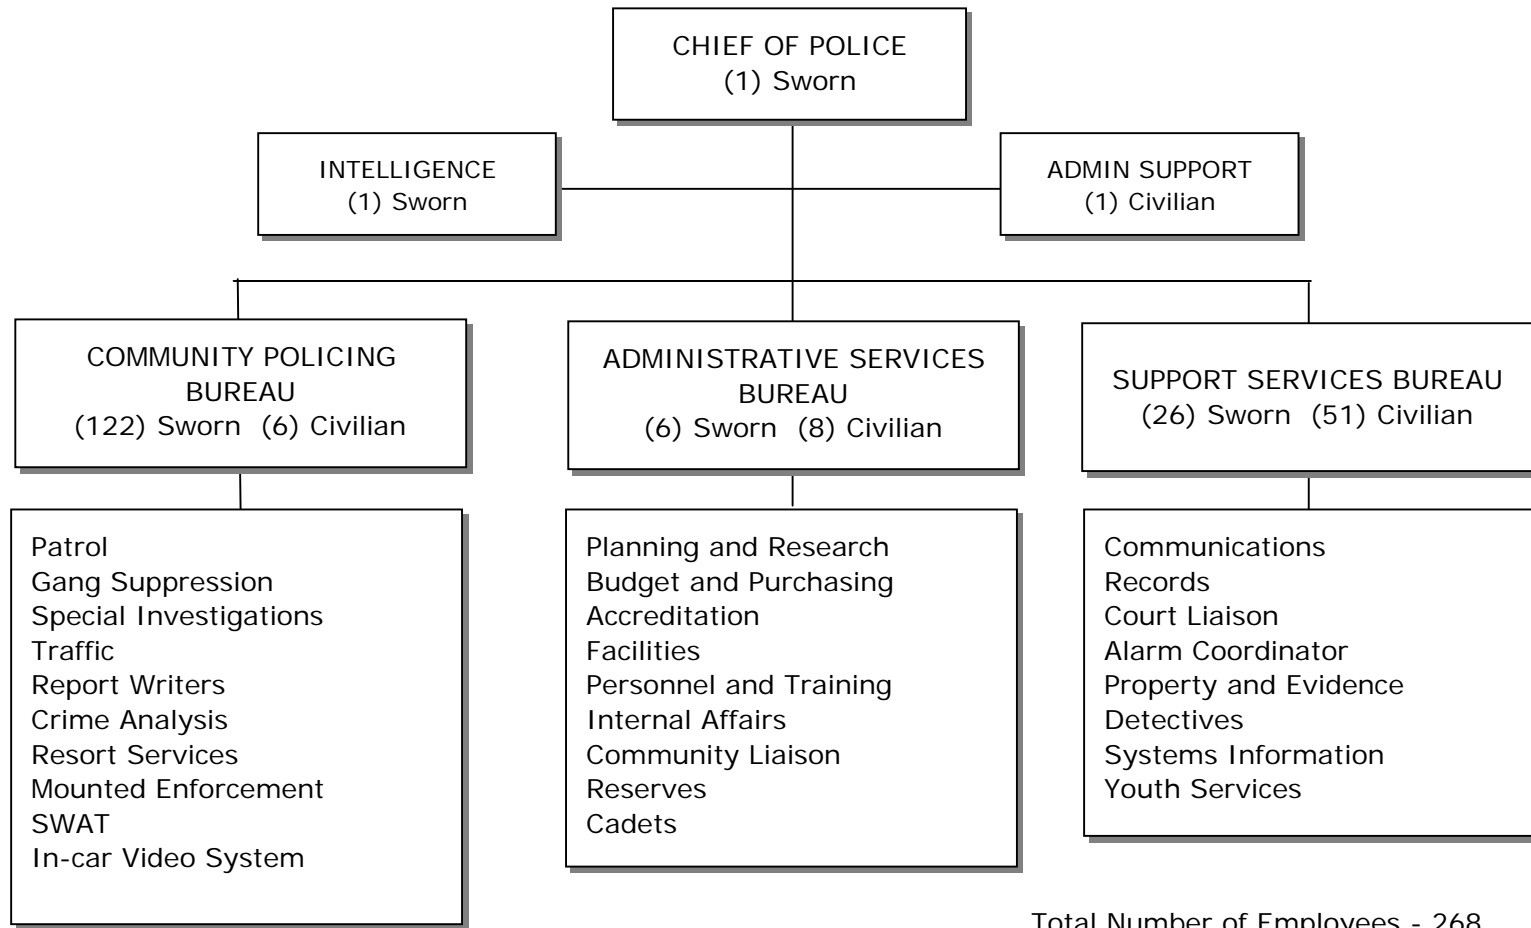 CHIEF OF POLICE
(1) Sworn
INTELLIGENCE
(1) Sworn
ADMIN SUPPORT
(1) Civilian
COMMUNITY POLICING
BUREAU
(122) Sworn (6) Civilian
ADMINISTRATIVE SERVICES
BUREAU
(6) Sworn (8) Civilian
SUPPORT SERVICES BUREAU
(26) Sworn (51) Civilian
Patrol
Gang Suppression
Special Investigations
Traffic
Report Writers
Crime Analysis
Resort Services
Mounted Enforcement
SWAT
In-car Video System
Planning and Research
Budget and Purchasing
Accreditation
Facilities
Personnel and Training
Internal Affairs
Community Liaison
Reserves
Cadets
Communications
Records
Court Liaison
Alarm Coordinator
Property and Evidence
Detectives
Systems Information
Youth Services
Total Number of Employees - 268